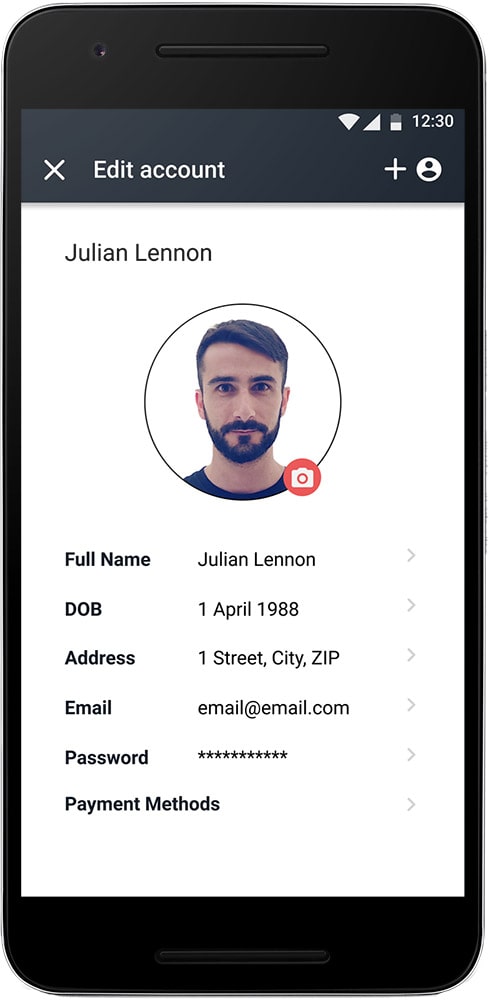 12:30
Edit account
Julian Lennon
Full Name Julian Lennon
DOB 1 April 1988
Address 1 Street, City, ZIP
Email email@email.com
Password ***********
Payment Methods